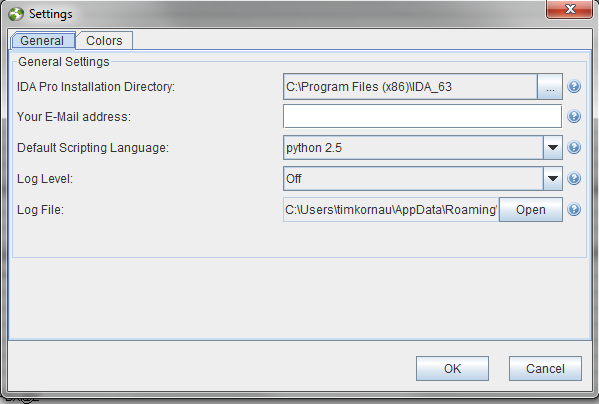 Settings
General Colors
General Settings
IDA Pro Installation Directory: C:\Program Files (x86)\IDA_63 ...
Your E-Mail address:
Default Scripting Language: python 2.5
Log Level: Off
Log File: C:\Users\timkornau\AppData\Roaming\ Open
OK Cancel